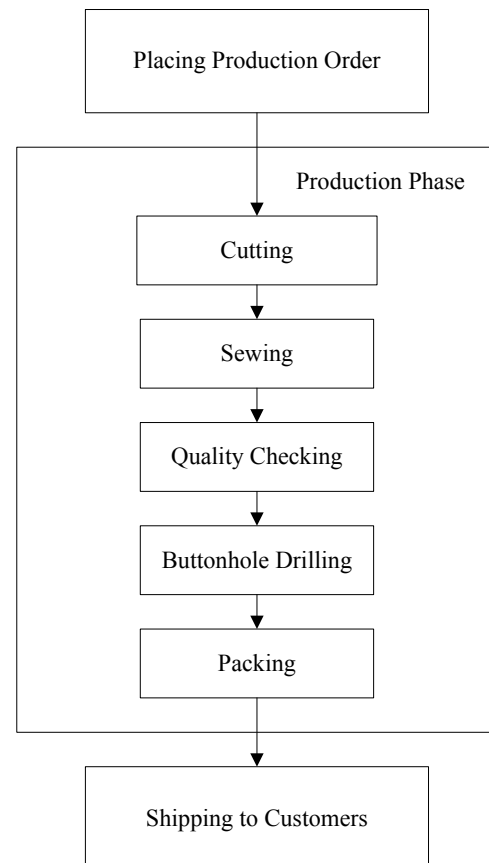 Placing Production Order
Production Phase
Cutting
Sewing
Quality Checking
Buttonhole Drilling
Packing
Shipping to Customers